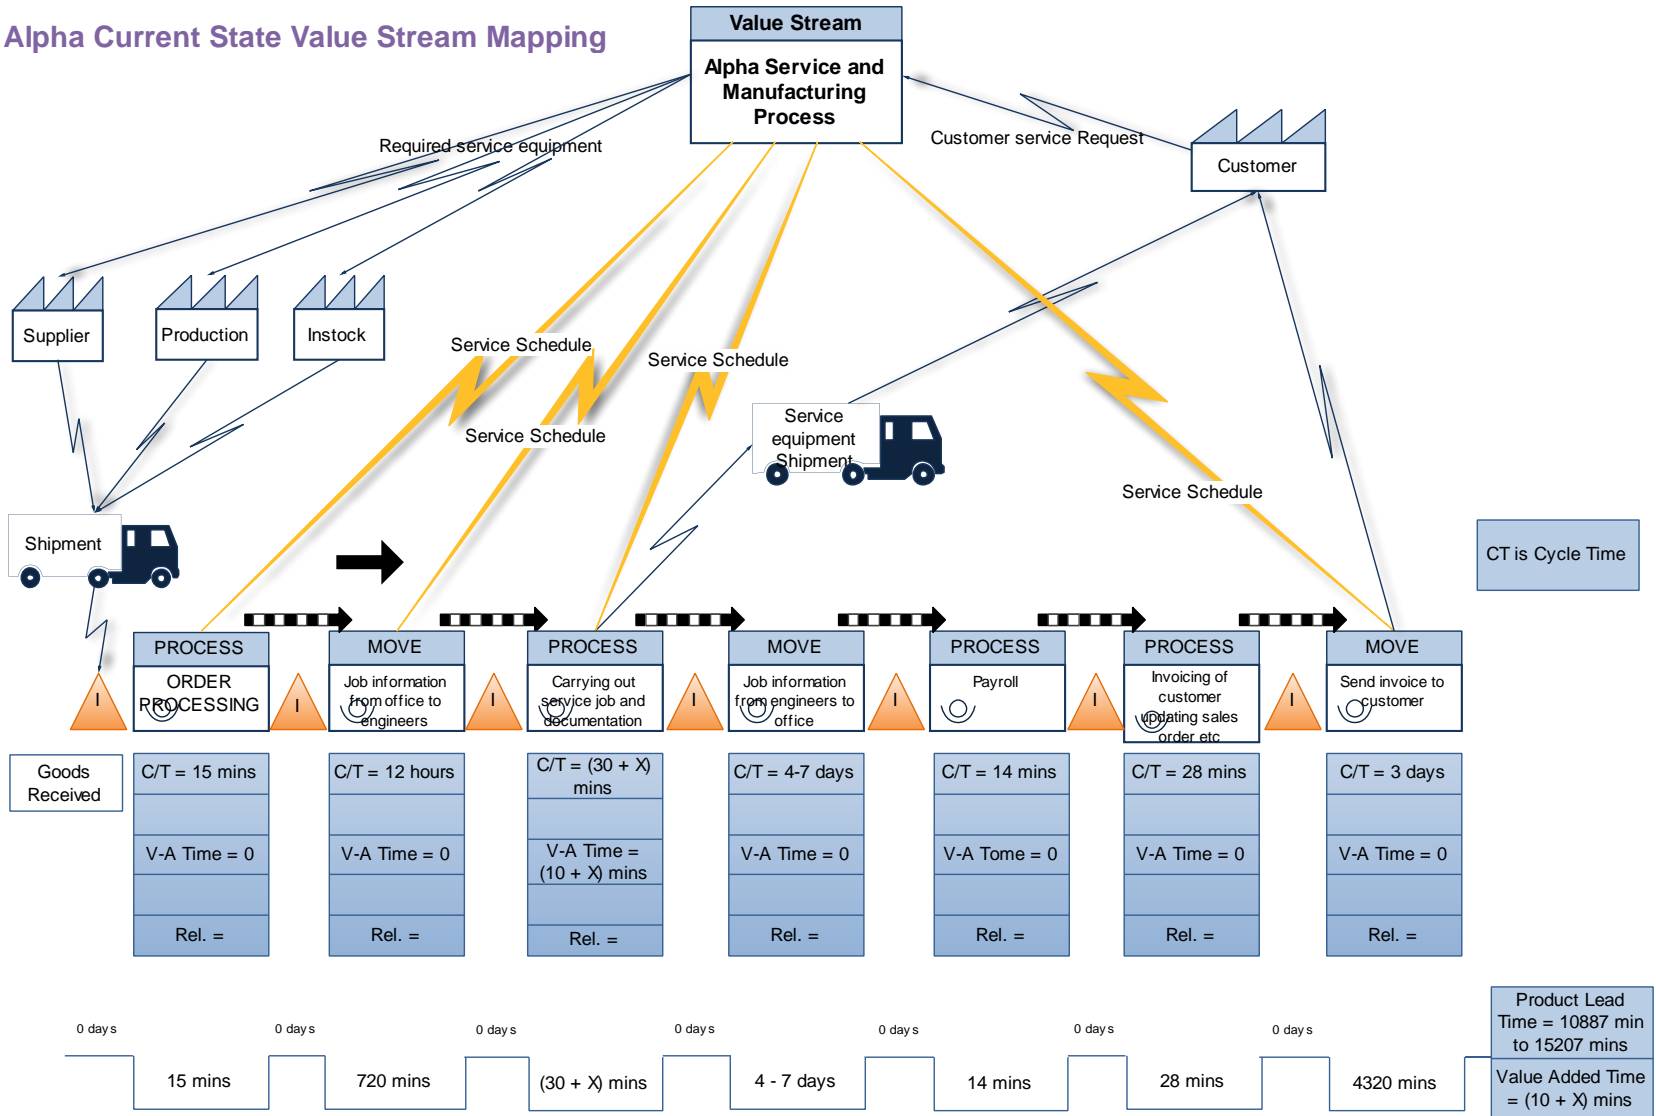 Alpha Current State Value Stream Mapping
Value Stream
Alpha Service and
Manufacturing
Process
Required service equipment
Customer service Request
Customer
Supplier
Production
Instock
Service Schedule
Service Schedule
Service Schedule
Service Schedule
Service
equipment
Shipment
Shipment
CT is Cycle Time
PROCESS
MOVE
PROCESS
MOVE
PROCESS
PROCESS
MOVE
I
ORDER
PROCESSING
I
Job information
from office to
engineers
I
Carrying out
service job and
documentation
I
Job information
from engineers to
office
I
Payroll
I
Invoicing of
customer
updating sales
order etc
I
Send invoice to
customer
Goods
Received
C/T = 15 mins
V-A Time = 0
Rel. =
C/T = 12 hours
V-A Time = 0
Rel. =
C/T = (30 + X)
mins
V-A Time =
(10 + X) mins
Rel. =
C/T = 4-7 days
V-A Time = 0
Rel. =
C/T = 14 mins
V-A Tome = 0
Rel. =
C/T = 28 mins
V-A Time = 0
Rel. =
C/T = 3 days
V-A Time = 0
Rel. =
0 days
0 days
0 days
0 days
0 days
0 days
0 days
15 mins
720 mins
(30 + X) mins
4 - 7 days
14 mins
28 mins
4320 mins
Product Lead
Time = 10887 min
to 15207 mins
Value Added Time
= (10 + X) mins